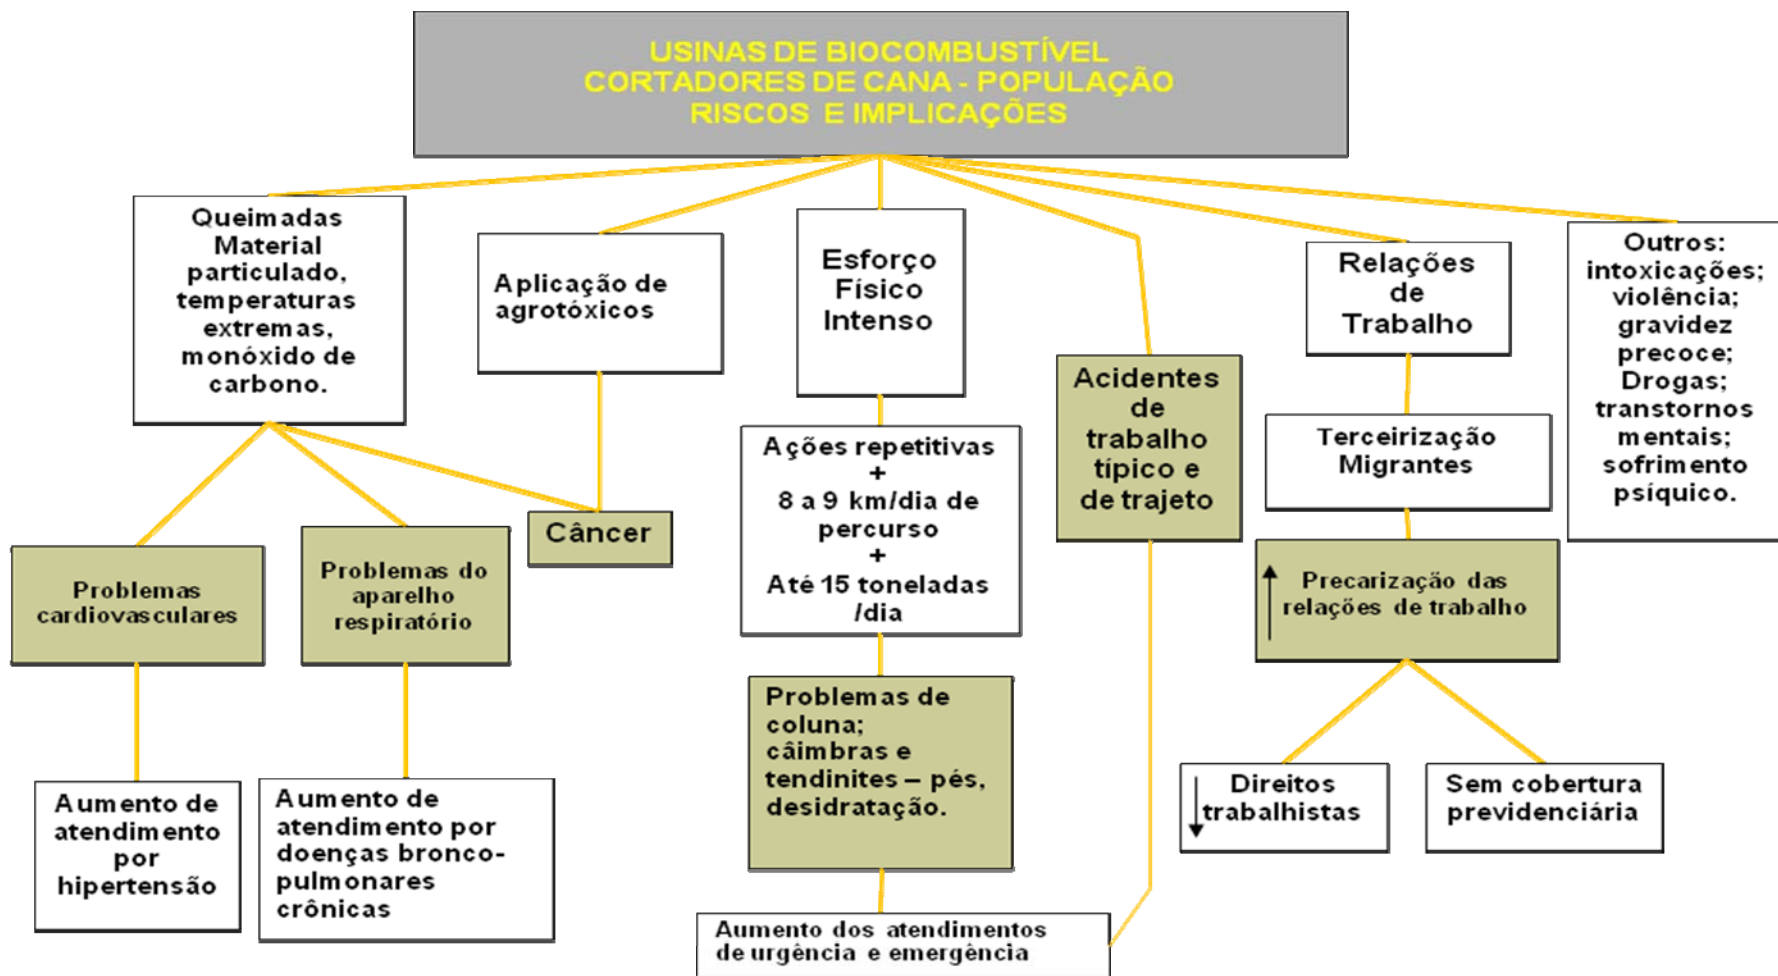 USINAS DE BIOCOMBUSTÍVEL
CORTADORES DE CANA - POPULAÇÃO
RISCOS E IMPLICAÇÕES
Queimadas
Material
particulado,
temperaturas
extremas,
monóxido de
carbono.
Aplicação de
agrotóxicos
Esforço
Físico
Intenso
Acidentes
de
trabalho
típico e
de trajeto
Relações
de
Trabalho
Outros:
intoxicações;
violência;
gravidez
precoce;
Drogas;
transtornos
mentais;
sofrimento
psíquico.
Ações repetitivas
+
8 a 9 km/dia de
percurso
+
Até 15 toneladas
/dia
Terceirização
Migrantes
Câncer
Problemas
cardiovasculares
Problemas do
aparelho
respiratório
Precarização das
relações de trabalho
Problemas de
coluna;
câimbras e
tendinites – pés,
desidratação.
Direitos
trabalhistas
Sem cobertura
previdenciária
Aumento de
atendimento
por
hipertensão
Aumento de
atendimento por
doenças bronco-
pulmonares
crônicas
Aumento dos atendimentos
de urgência e emergência